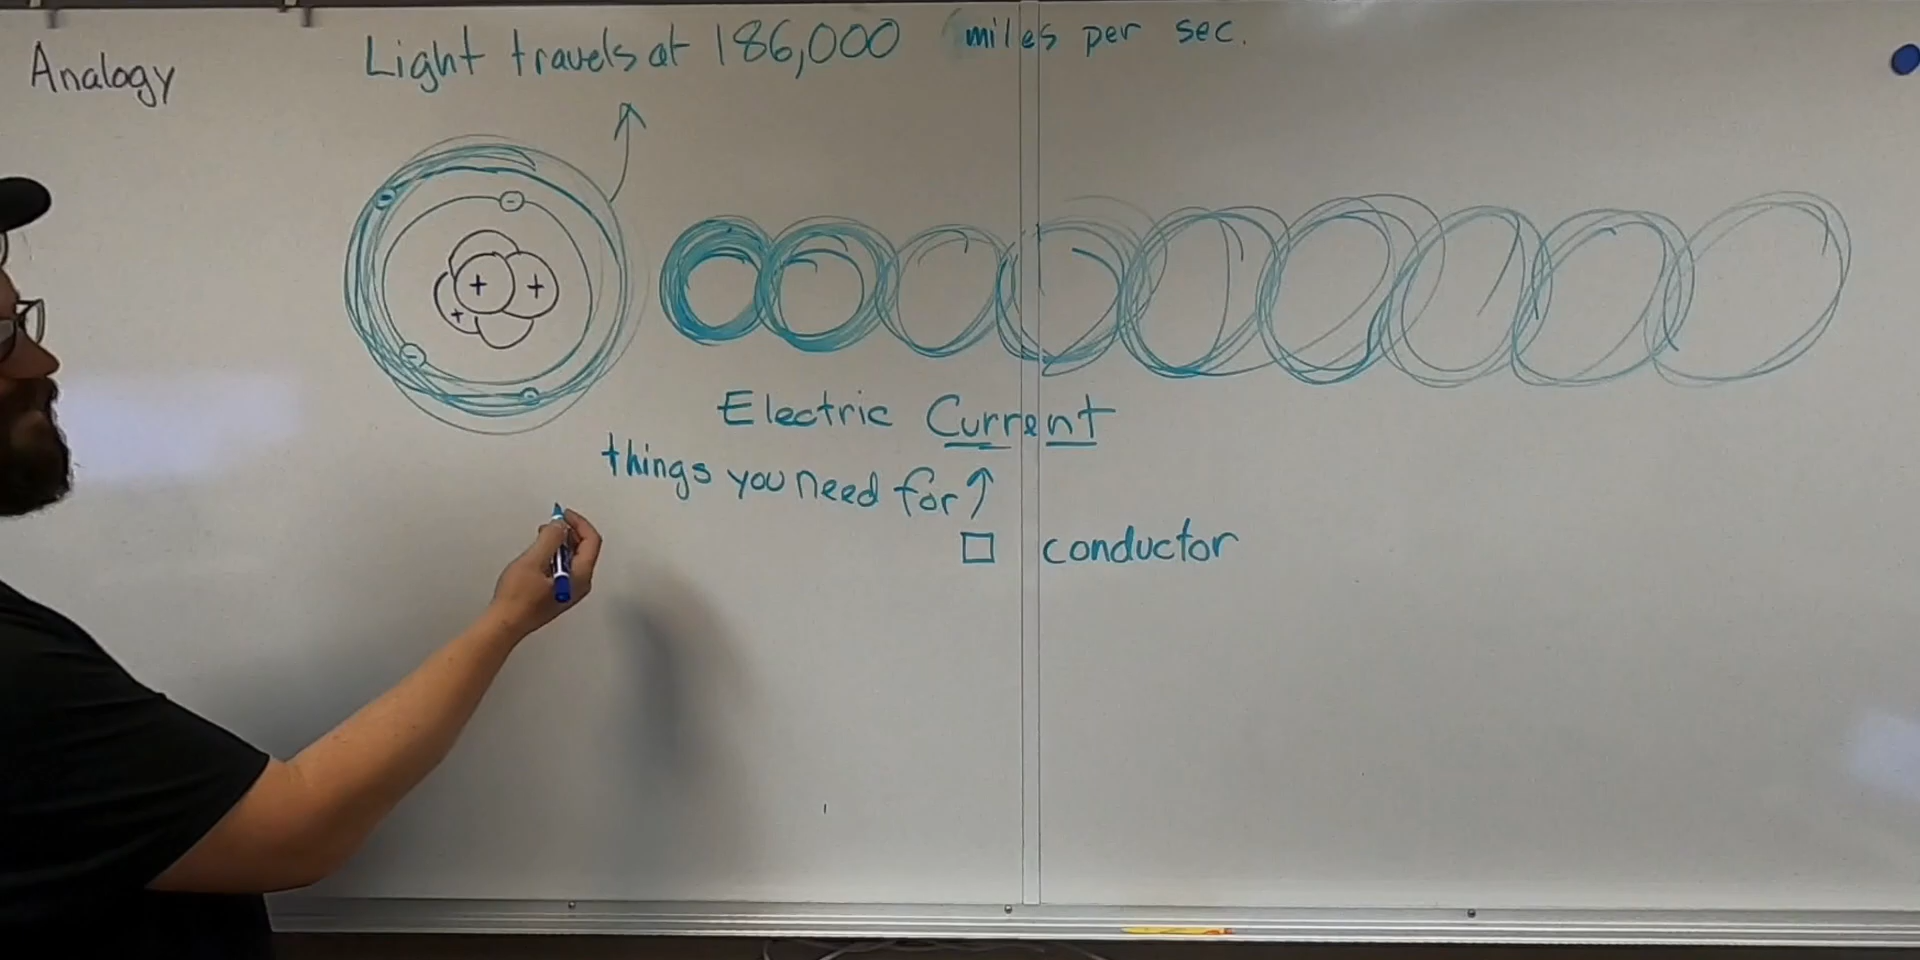 Analogy
Light travels at 186,000 miles per sec.
- -
+ + +
- -
Electric Current
things you need for ↑
☐ conductor